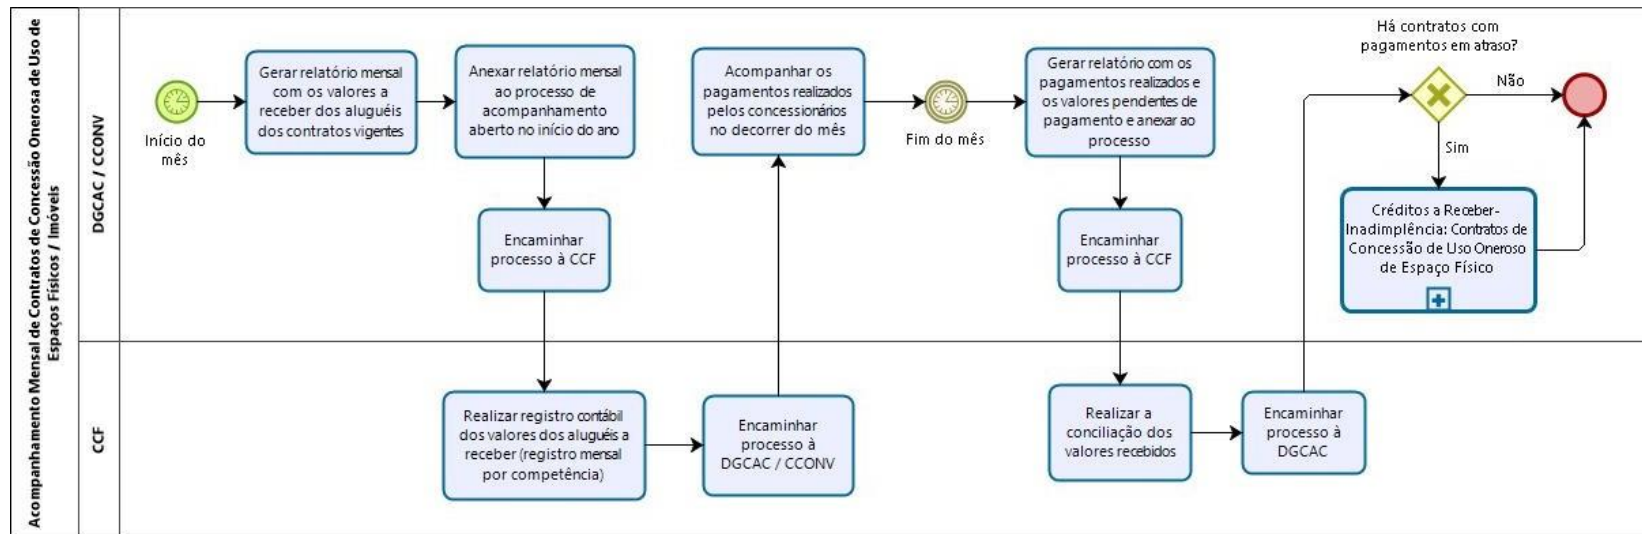 Acompanhamento Mensal de Contratos de Concessão Onerosa de Uso de
Espaços Físicos / Imóveis
DGCAC / CCONV
Início do
mês
Gerar relatório mensal
com os valores a
receber dos aluguéis
dos contratos vigentes
Anexar relatório mensal
ao processo de
acompanhamento
aberto no início do ano
Encaminhar
processo à CCF
Acompanhar os
pagamentos realizados
pelos concessionários
no decorrer do mês
Fim do mês
Gerar relatório com os
pagamentos realizados e
os valores pendentes de
pagamento e anexar ao
processo
Encaminhar
processo à CCF
Há contratos com
pagamentos em atraso?
Não
Sim
Créditos a Receber-
Inadimplência: Contratos de
Concessão de Uso Oneroso
de Espaço Físico
CCF
Realizar registro contábil
dos valores dos aluguéis a
receber (registro mensal
por competência)
Encaminhar
processo à
DGCAC / CCONV
Realizar a
conciliação dos
valores recebidos
Encaminhar
processo à
DGCAC